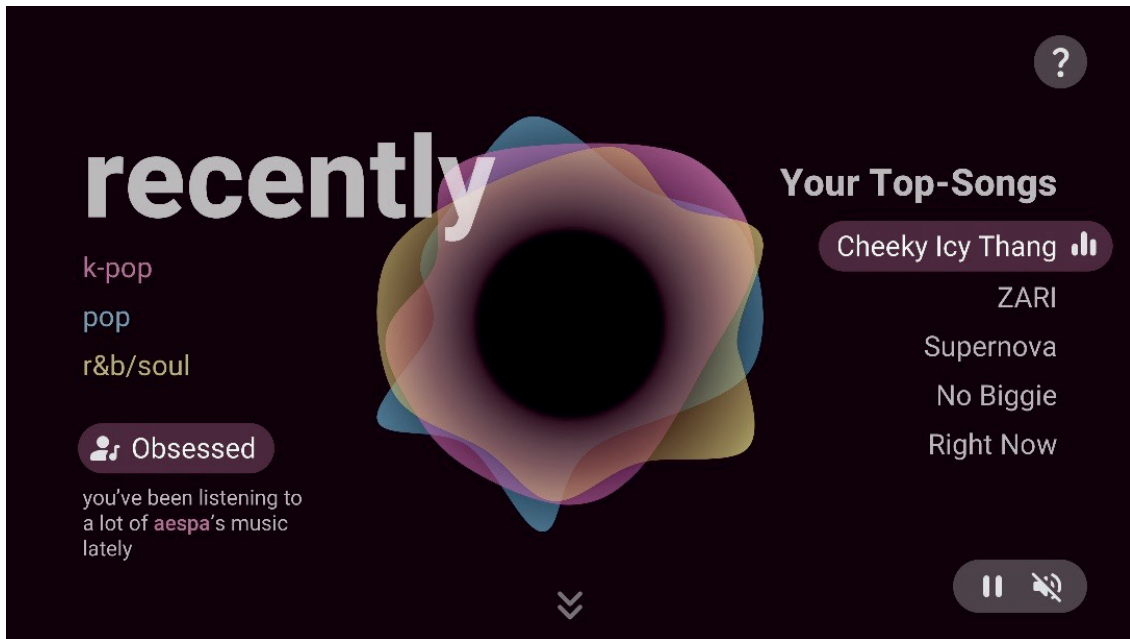 ?
recently
k-pop
pop
r&b/soul
Obsessed
you've been listening to
a lot of aespa's music
lately
Your Top-Songs
Cheeky Icy Thang
ZARI
Supernova
No Biggie
Right Now